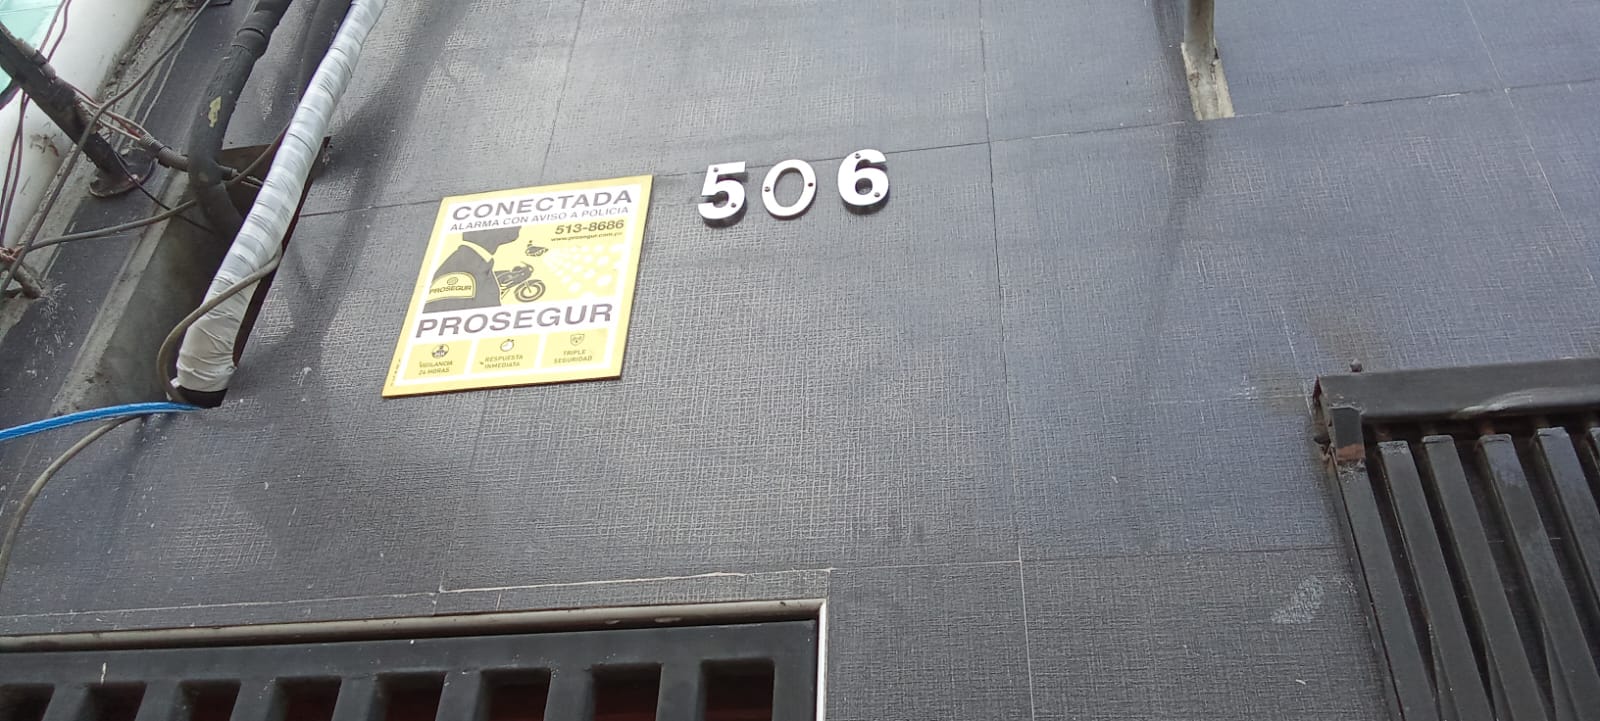 CONECTADA
ALARMA CON AVISO A POLICIA
513-8686
www.prosegur.com.pe
PROSEGUR
PROSEGUR
VIGILANCIA
24 HORAS
RESPUESTA
INMEDIATA
TRIPLE
SEGURIDAD
506